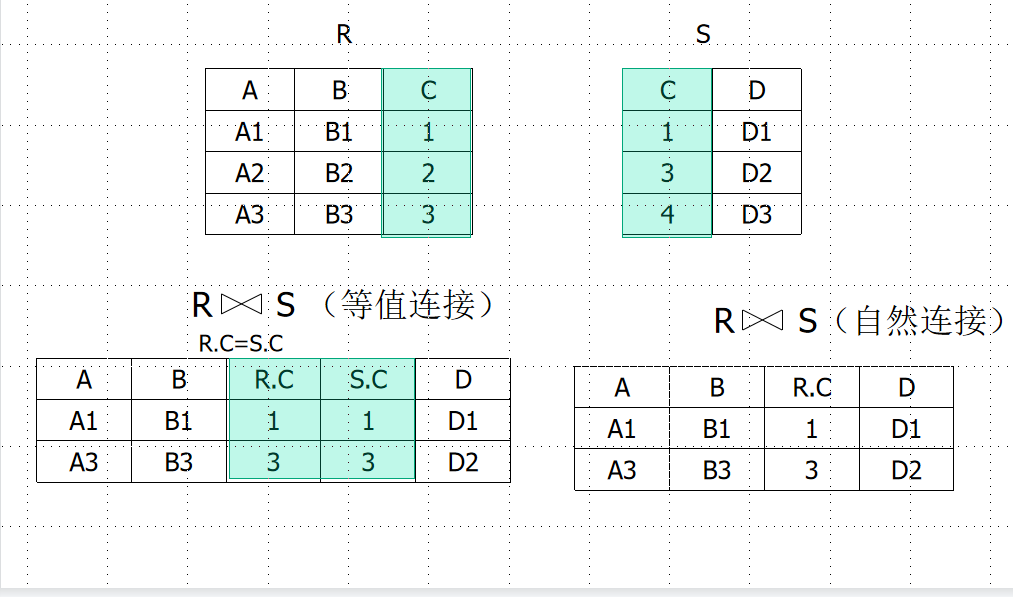 R
S
A B C
A1 B1 1
A2 B2 2
A3 B3 3
C D
1 D1
3 D2
4 D3
R⋈S（等值连接）
R.C=S.C
A B R.C S.C D
A1 B1 1 1 D1
A3 B3 3 3 D2
R⋈S（自然连接）
A B R.C D
A1 B1 1 D1
A3 B3 3 D2